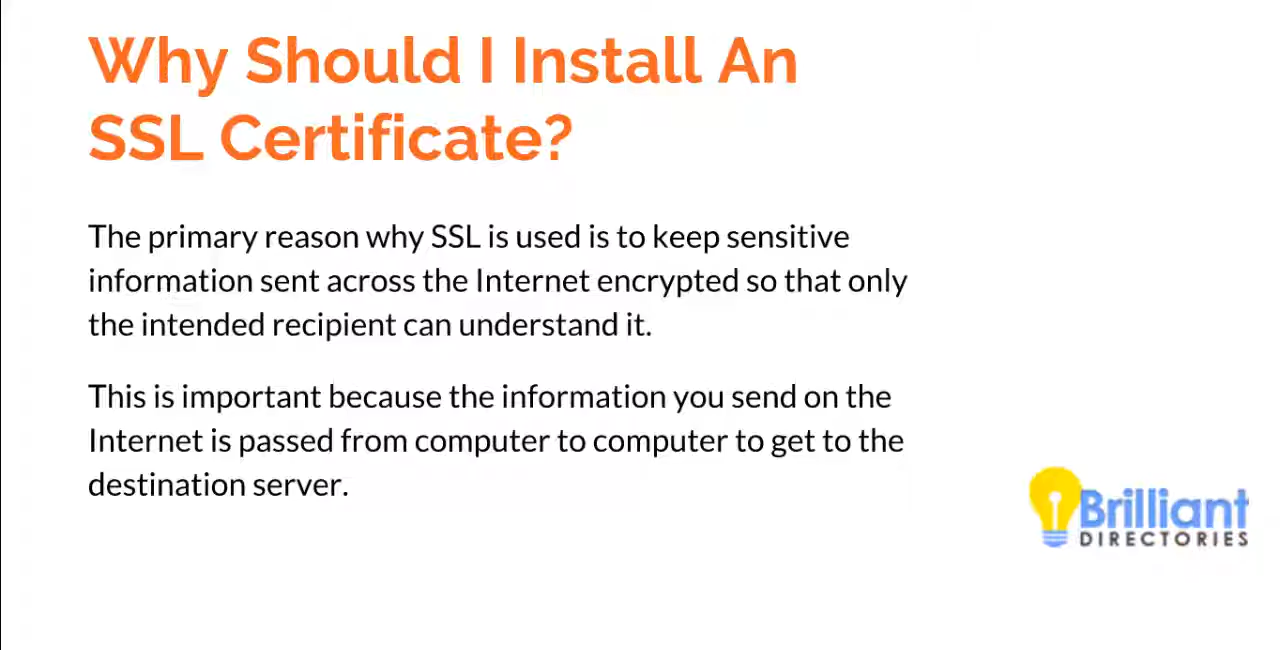 Why Should I Install An
SSL Certificate?
The primary reason why SSL is used is to keep sensitive
information sent across the Internet encrypted so that only
the intended recipient can understand it.
This is important because the information you send on the
Internet is passed from computer to computer to get to the
destination server.
Brilliant
DIRECTORIES